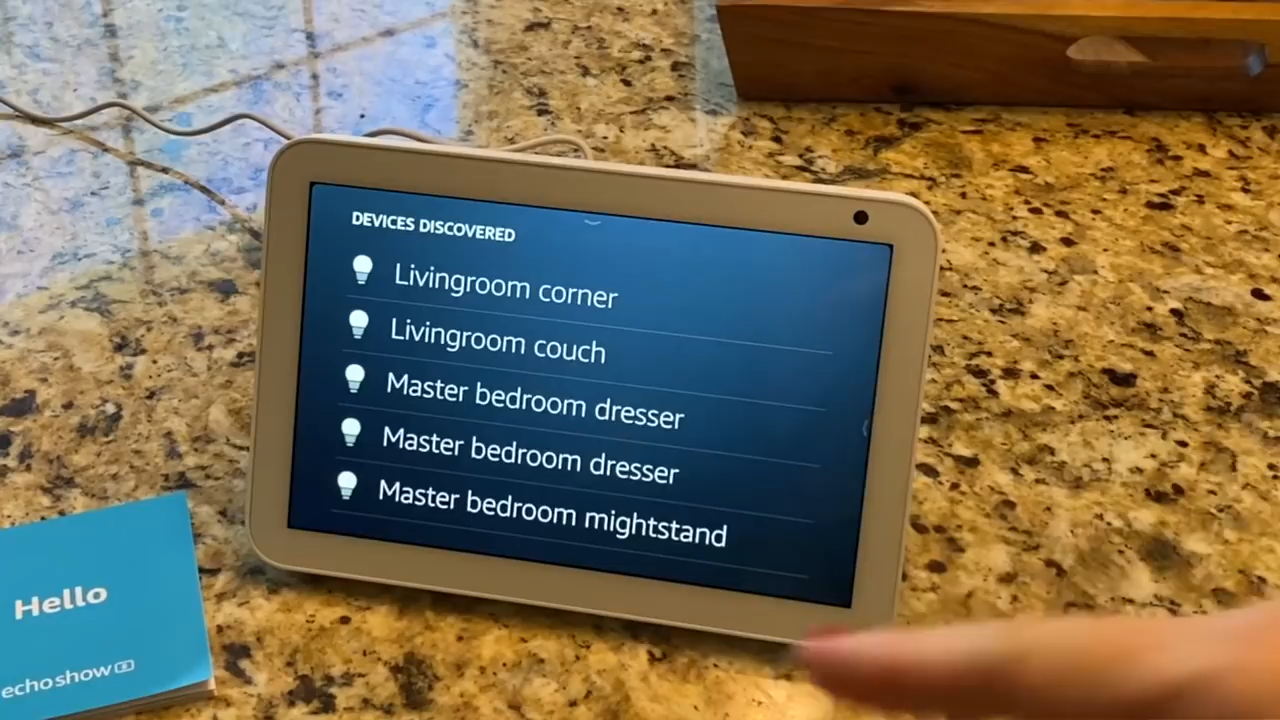 DEVICES DISCOVERED
Livingroom corner
Livingroom couch
Master bedroom dresser
Master bedroom dresser
Master bedroom mightstand
Hello
echo show